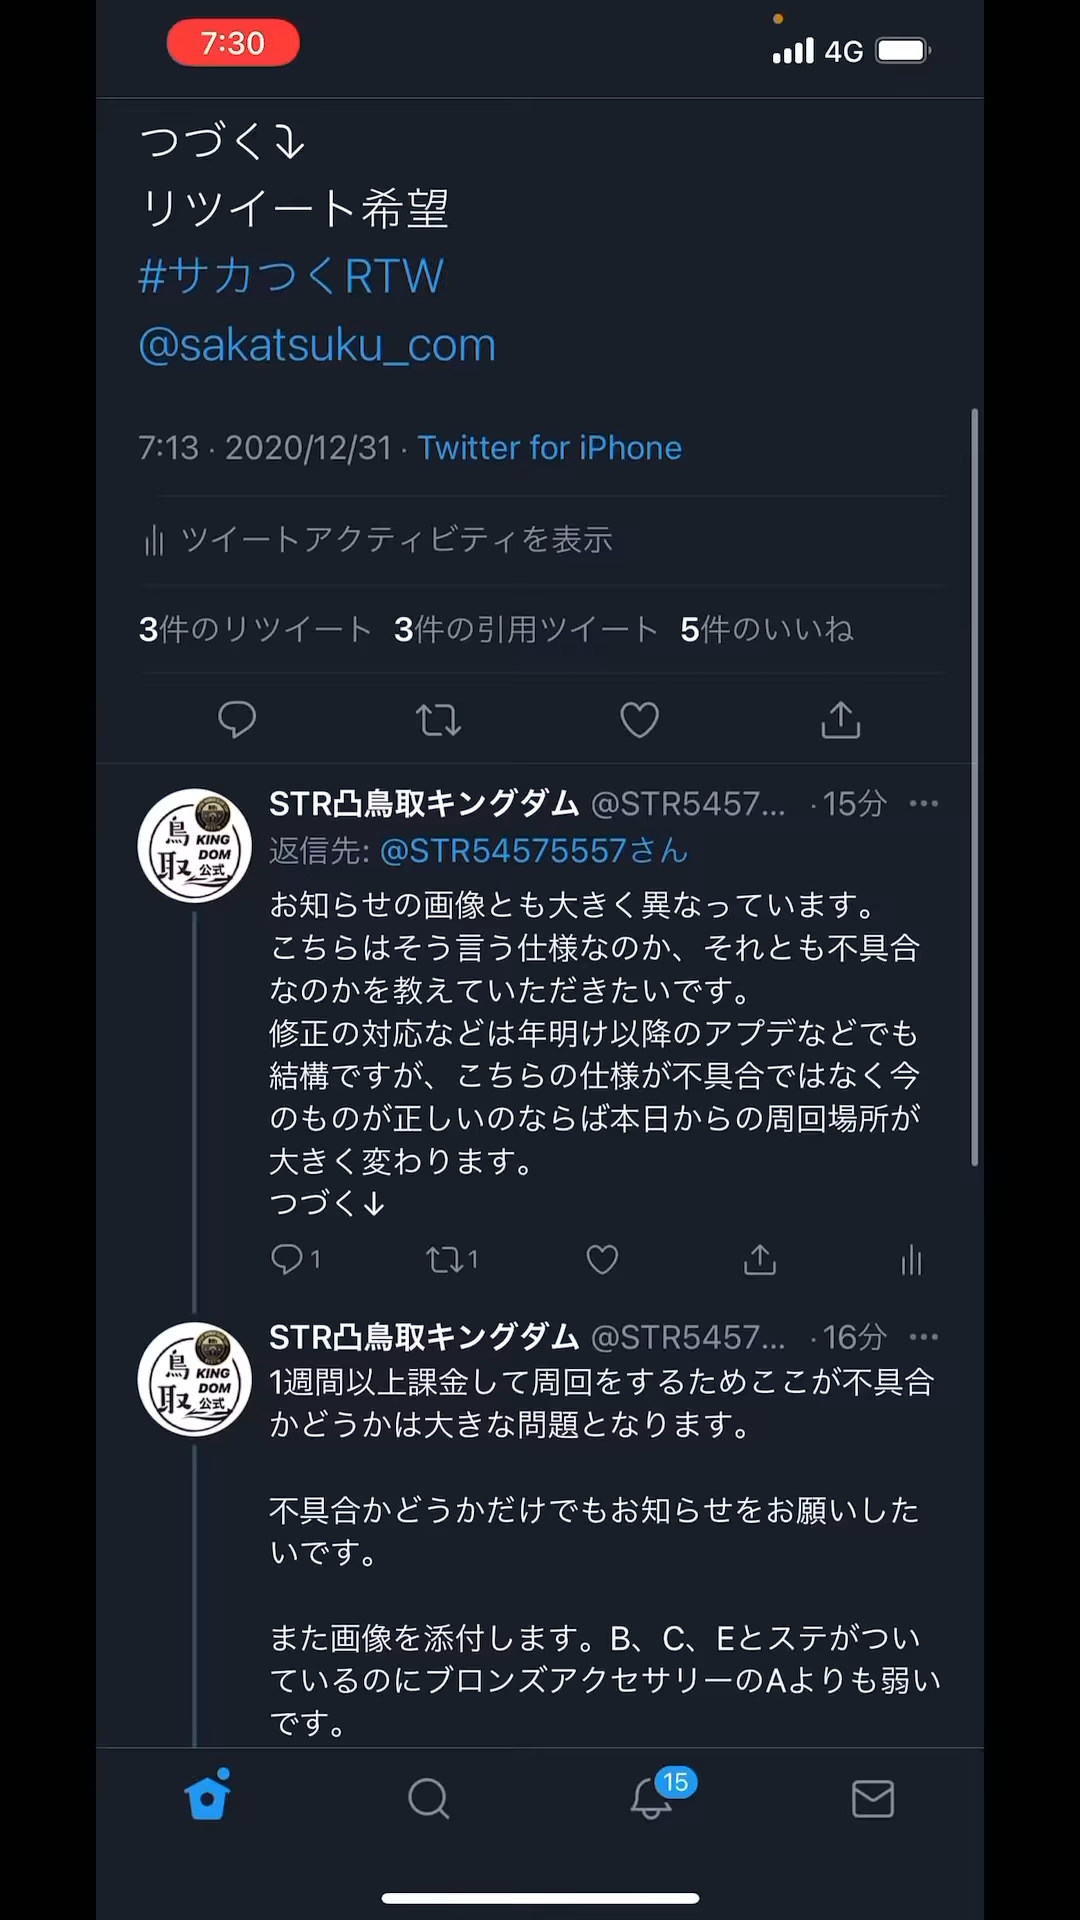 7:30
4G
つづく⤵
リツイート希望
#サカつくRTW
@sakatsuku_com
7:13 · 2020/12/31 · Twitter for iPhone
ツイートアクティビティを表示
3件のリツイート 3件の引用ツイート 5件のいいね
STR凸鳥取キングダム @STR5457... · 15分
鳥取 KINGDOM 公式
返信先: @STR54575557さん
お知らせの画像とも大きく異なっています。
こちらはそう言う仕様なのか、それとも不具合
なのかを教えていただきたいです。
修正の対応などは年明け以降のアプデなどでも
結構ですが、こちらの仕様が不具合ではなく今
のものが正しいのならば本日からの周回場所が
大きく変わります。
つづく↓
1 1
STR凸鳥取キングダム @STR5457... · 16分
鳥取 KINGDOM 公式
1週間以上課金して周回をするためここが不具合
かどうかは大きな問題となります。
不具合かどうかだけでもお知らせをお願いした
いです。
また画像を添付します。B、C、Eとステがつい
ているのにブロンズアクセサリーのAよりも弱い
です。
15